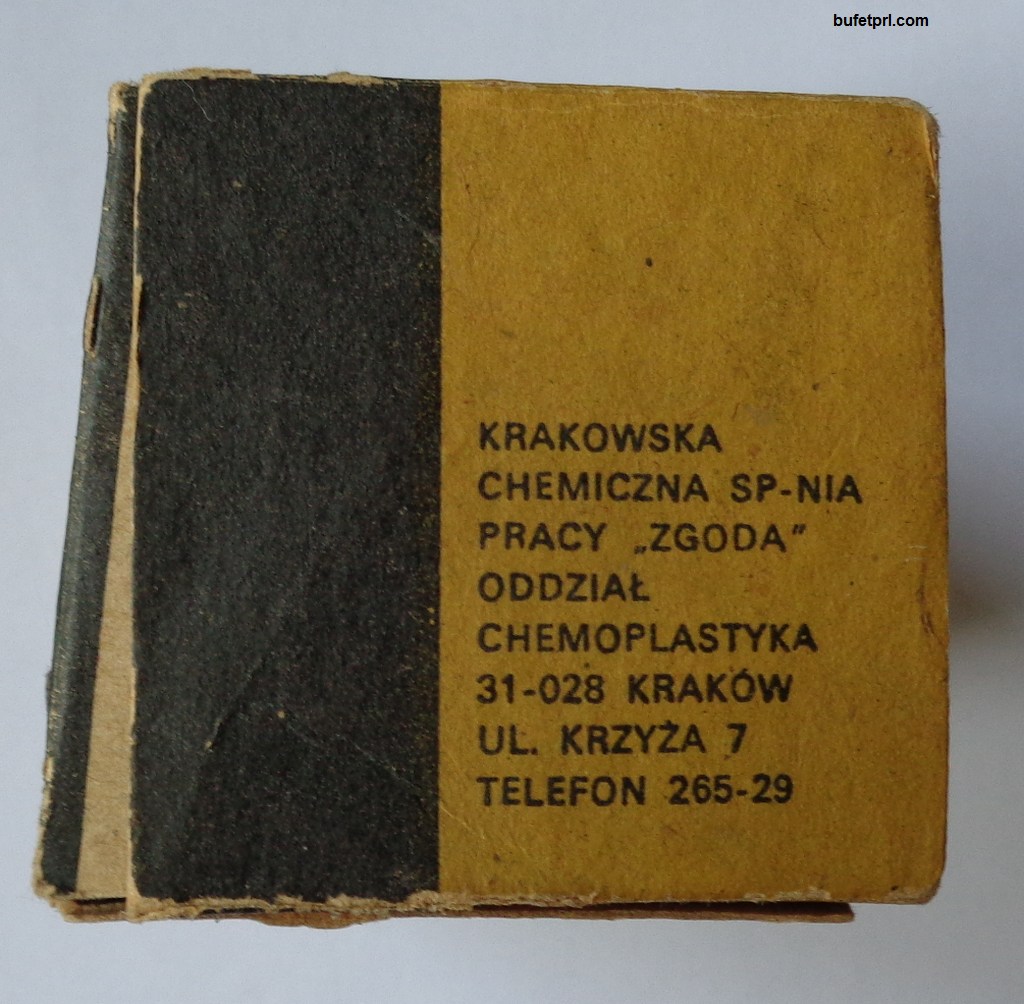 bufetprl.com
KRAKOWSKA
CHEMICZNA SP-NIA
PRACY „ZGODA”
ODDZIAŁ
CHEMOPLASTYKA
31-028 KRAKÓW
UL. KRZYŻA 7
TELEFON 265-29